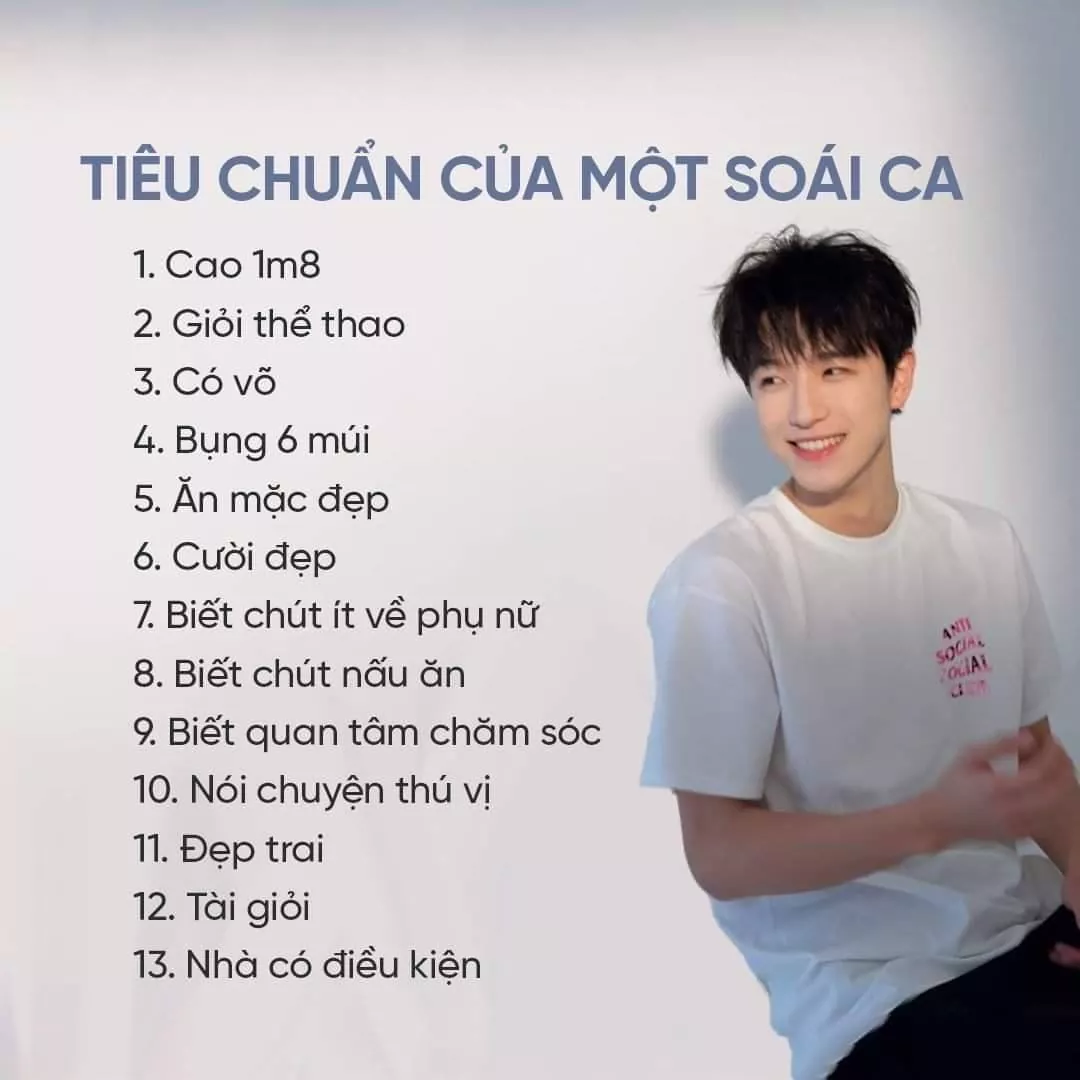 TIÊU CHUẨN CỦA MỘT SOÁI CA
1. Cao 1m8
2. Giỏi thể thao
3. Có võ
4. Bụng 6 múi
5. Ăn mặc đẹp
6. Cười đẹp
7. Biết chút ít về phụ nữ
8. Biết chút nấu ăn
9. Biết quan tâm chăm sóc
10. Nói chuyện thú vị
11. Đẹp trai
12. Tài giỏi
13. Nhà có điều kiện
ANTI
SOCIAL
SOCIAL